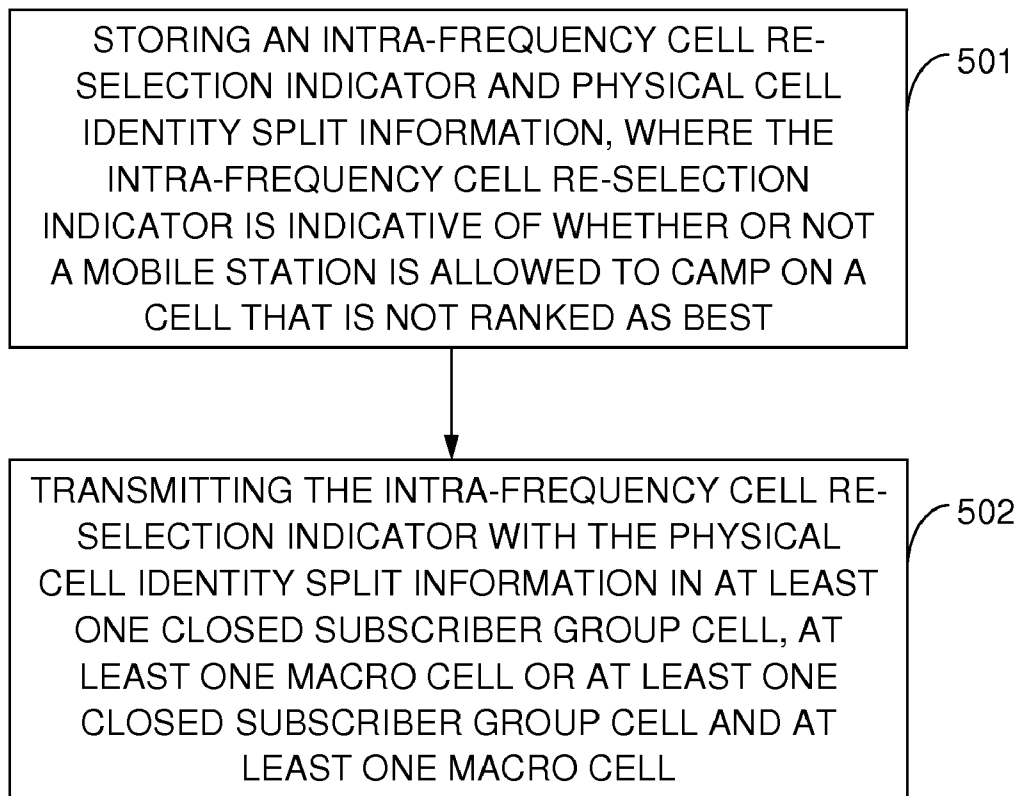 STORING AN INTRA-FREQUENCY CELL RE-
SELECTION INDICATOR AND PHYSICAL CELL
IDENTITY SPLIT INFORMATION, WHERE THE
INTRA-FREQUENCY CELL RE-SELECTION
INDICATOR IS INDICATIVE OF WHETHER OR NOT
A MOBILE STATION IS ALLOWED TO CAMP ON A
CELL THAT IS NOT RANKED AS BEST
501
TRANSMITTING THE INTRA-FREQUENCY CELL RE-
SELECTION INDICATOR WITH THE PHYSICAL
CELL IDENTITY SPLIT INFORMATION IN AT LEAST
ONE CLOSED SUBSCRIBER GROUP CELL, AT
LEAST ONE MACRO CELL OR AT LEAST ONE
CLOSED SUBSCRIBER GROUP CELL AND AT
LEAST ONE MACRO CELL
502